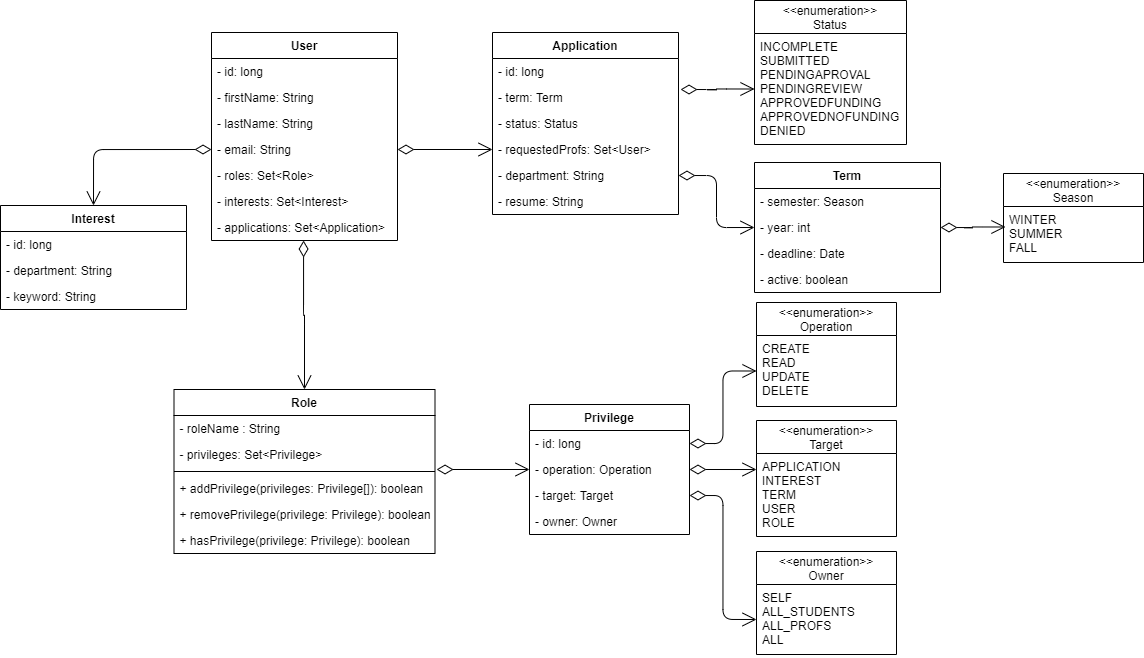 User
- id: long
- firstName: String
- lastName: String
- email: String
- roles: Set<Role>
- interests: Set<Interest>
- applications: Set<Application>
Application
- id: long
- term: Term
- status: Status
- requestedProfs: Set<User>
- department: String
- resume: String
<<enumeration>>
Status
INCOMPLETE
SUBMITTED
PENDINGAPROVAL
PENDINGREVIEW
APPROVEDFUNDING
APPROVEDNOFUNDING
DENIED
Interest
- id: long
- department: String
- keyword: String
Term
- semester: Season
- year: int
- deadline: Date
- active: boolean
<<enumeration>>
Season
WINTER
SUMMER
FALL
Role
- roleName : String
- privileges: Set<Privilege>
+ addPrivilege(privileges: Privilege[]): boolean
+ removePrivilege(privilege: Privilege): boolean
+ hasPrivilege(privilege: Privilege): boolean
Privilege
- id: long
- operation: Operation
- target: Target
- owner: Owner
<<enumeration>>
Operation
CREATE
READ
UPDATE
DELETE
<<enumeration>>
Target
APPLICATION
INTEREST
TERM
USER
ROLE
<<enumeration>>
Owner
SELF
ALL_STUDENTS
ALL_PROFS
ALL